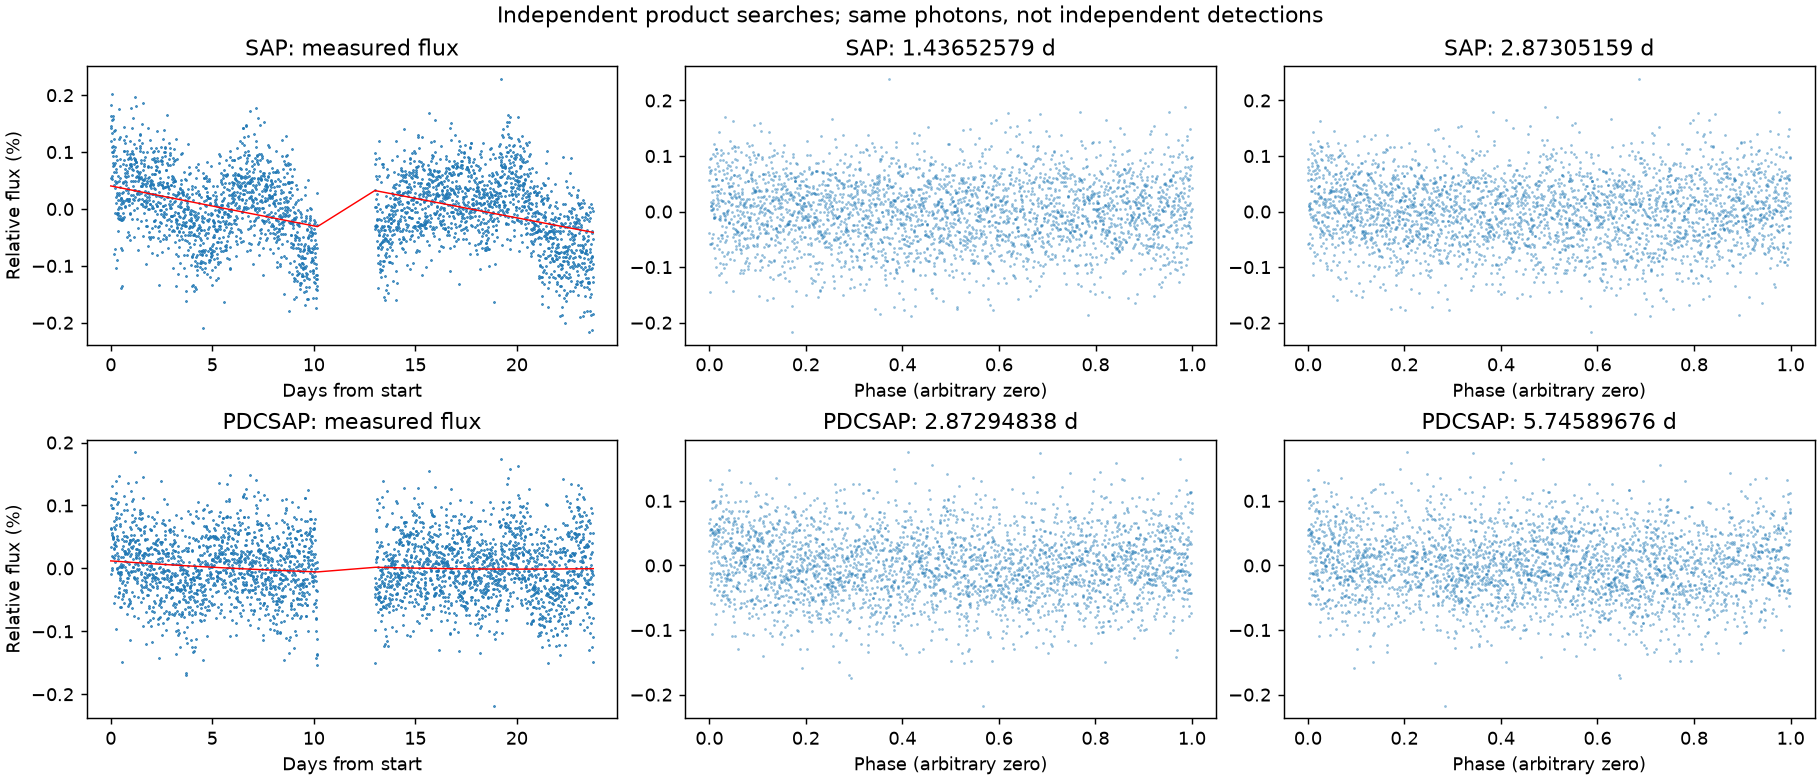 Independent product searches; same photons, not independent detections
SAP: measured flux
SAP: 1.43652579 d
SAP: 2.87305159 d
Relative flux (%)
0.2
0.1
0.0
−0.1
−0.2
0.2
0.1
0.0
−0.1
−0.2
0.2
0.1
0.0
−0.1
−0.2
0 5 10 15 20
0.0 0.2 0.4 0.6 0.8 1.0
0.0 0.2 0.4 0.6 0.8 1.0
Days from start
Phase (arbitrary zero)
Phase (arbitrary zero)
PDCSAP: measured flux
PDCSAP: 2.87294838 d
PDCSAP: 5.74589676 d
Relative flux (%)
0.2
0.1
0.0
−0.1
−0.2
0.1
0.0
−0.1
−0.2
0.1
0.0
−0.1
−0.2
0 5 10 15 20
0.0 0.2 0.4 0.6 0.8 1.0
0.0 0.2 0.4 0.6 0.8 1.0
Days from start
Phase (arbitrary zero)
Phase (arbitrary zero)